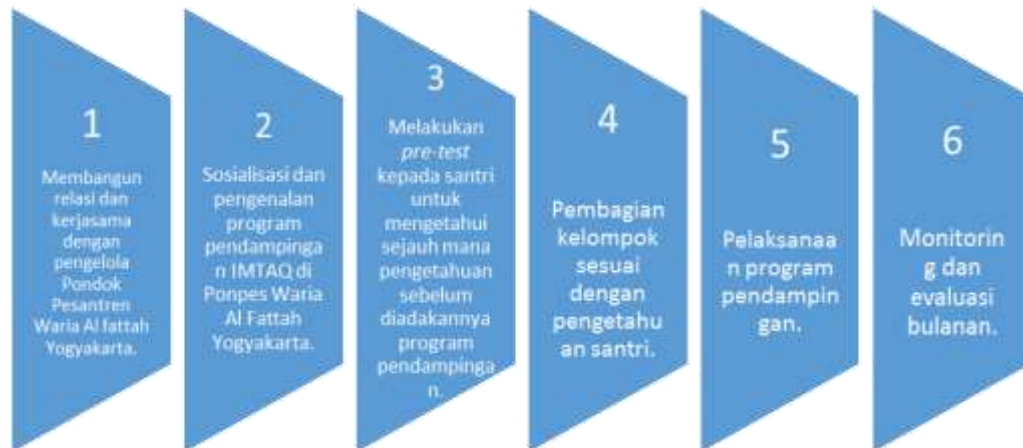 1
Membangun
relasi dan
kerjasama
dengan
pengelola
Pondok
Pesantren
Waria Al fattah
Yogyakarta.
2
Sosialisasi dan
pengenalan
program
pendampinga
n IMTAQ di
Ponpes Waria
Al Fattah
Yogyakarta.
3
Melakukan
pre-test
kepada santri
untuk
mengetahui
sejauh mana
pengetahuan
sebelum
diadakannya
program
pendampinga
n.
4
Pembagian
kelompok
sesuai
dengan
pengetahu
an santri.
5
Pelaksanaa
n program
pendampin
gan.
6
Monitorin
g dan
evaluasi
bulanan.